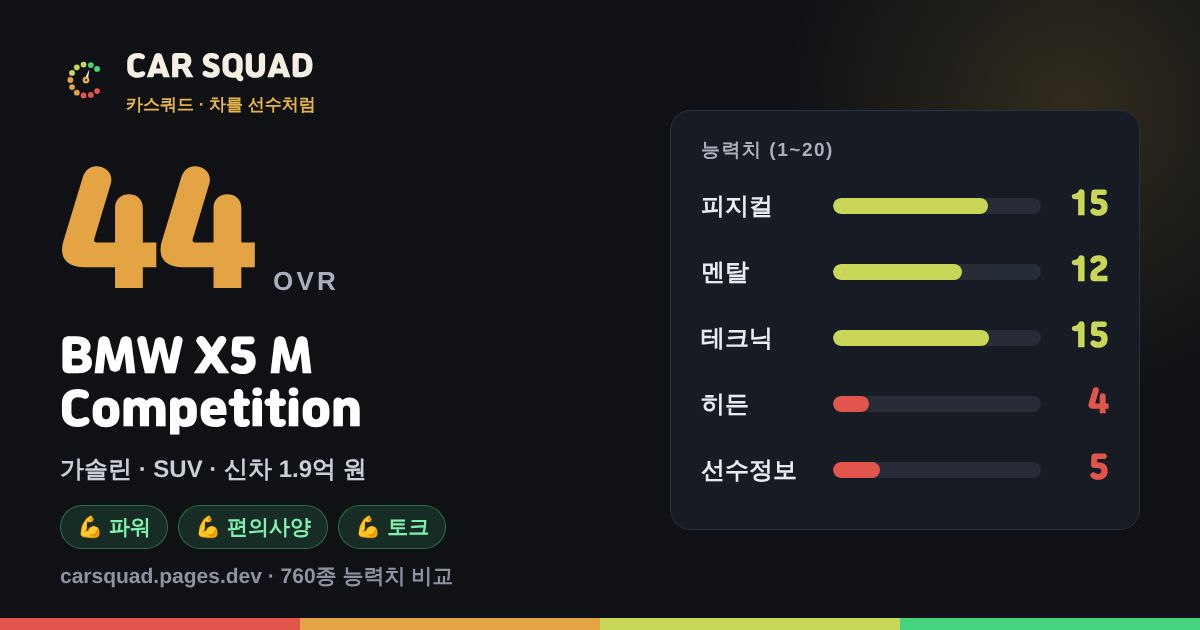 CAR SQUAD
카스쿼드 · 차를 선수처럼
44 OVR
BMW X5 M
Competition
가솔린 · SUV · 신차 1.9억 원
💪 파워 💪 편의사양 💪 토크
carsquad.pages.dev · 760종 능력치 비교
능력치 (1~20)
피지컬 15
멘탈 12
테크닉 15
히든 4
선수정보 5